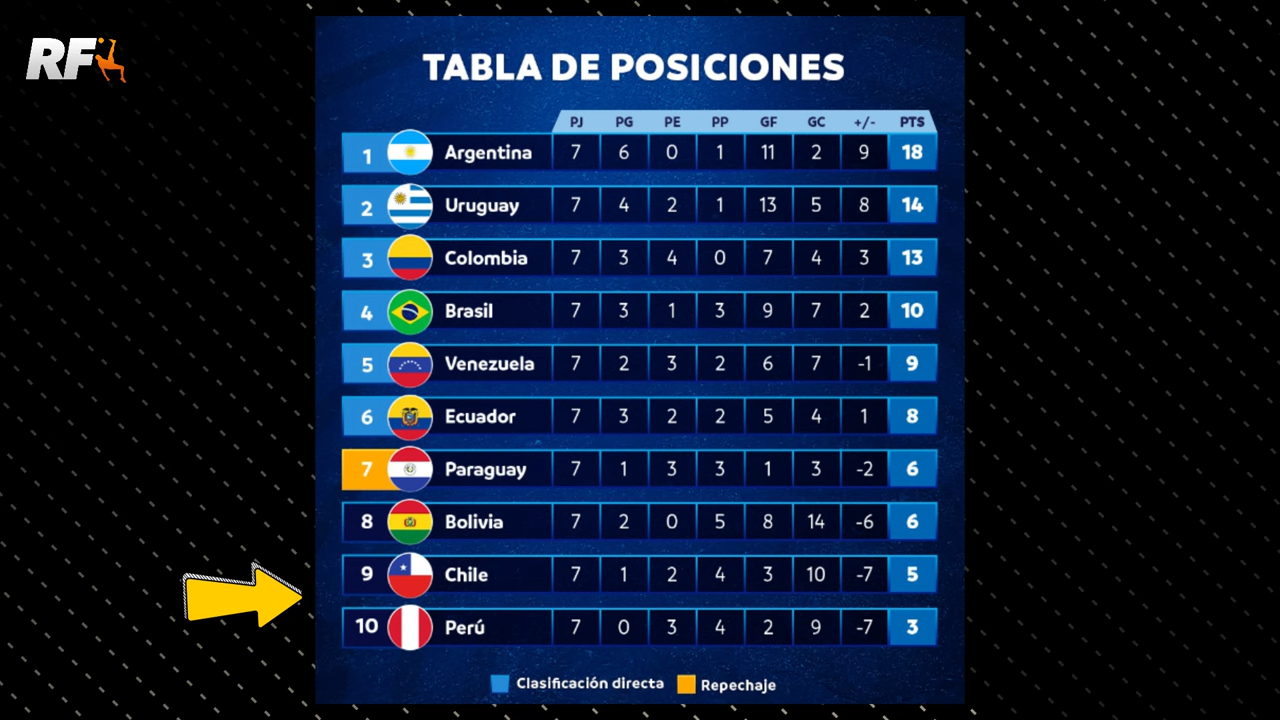 RF
TABLA DE POSICIONES
PJ PG PE PP GF GC +/- PTS
1 Argentina 7 6 0 1 11 2 9 18
2 Uruguay 7 4 2 1 13 5 8 14
3 Colombia 7 3 4 0 7 4 3 13
4 Brasil 7 3 1 3 9 7 2 10
5 Venezuela 7 2 3 2 6 7 -1 9
6 Ecuador 7 3 2 2 5 4 1 8
7 Paraguay 7 1 3 3 1 3 -2 6
8 Bolivia 7 2 0 5 8 14 -6 6
9 Chile 7 1 2 4 3 10 -7 5
10 Perú 7 0 3 4 2 9 -7 3
Clasificación directa Repechaje